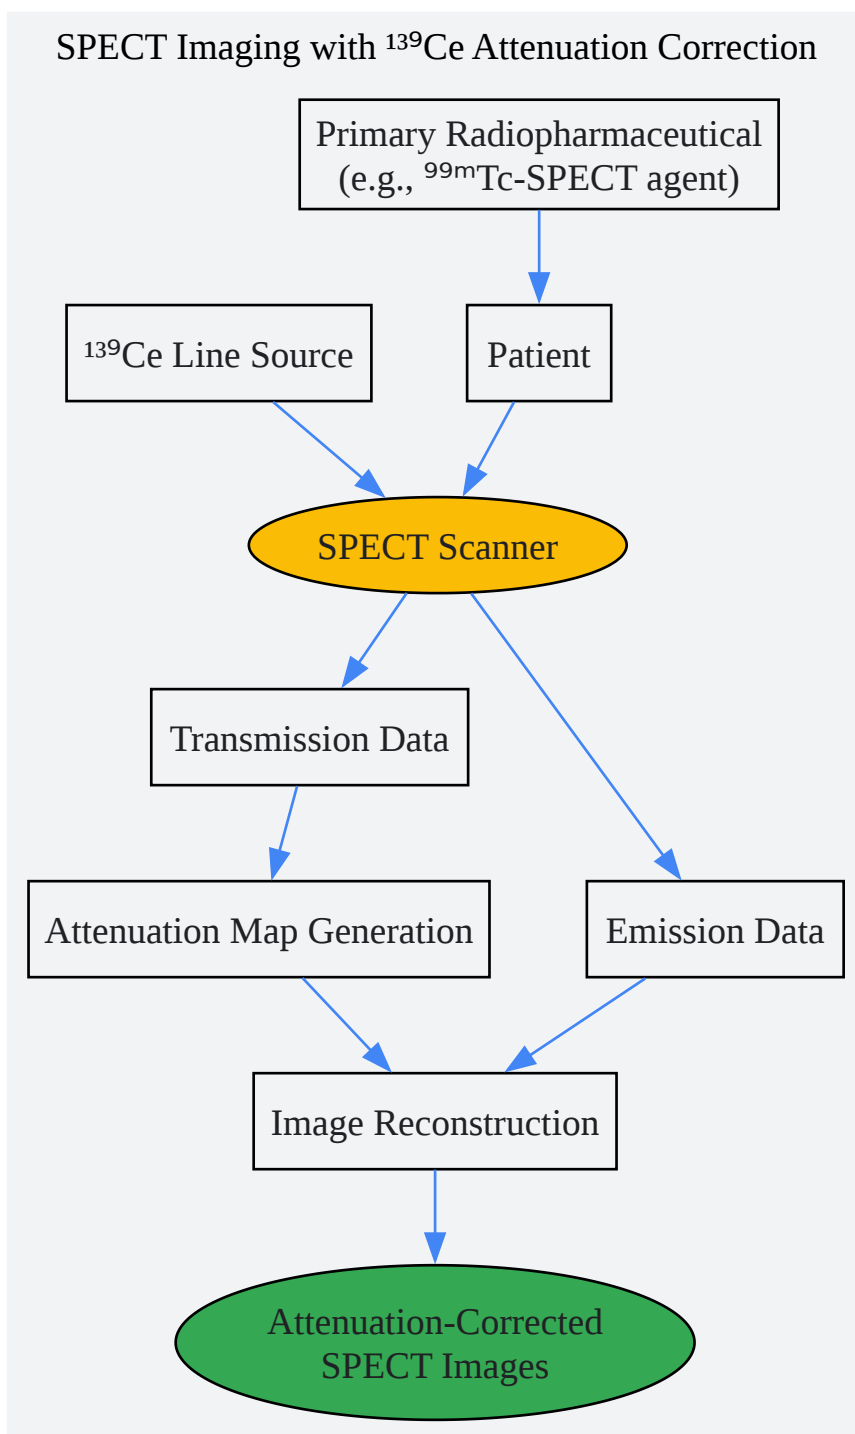 SPECT Imaging with ¹³⁹Ce Attenuation Correction
Primary Radiopharmaceutical
(e.g., ⁹⁹ᵐTc-SPECT agent)
¹³⁹Ce Line Source
Patient
SPECT Scanner
Transmission Data
Attenuation Map Generation
Emission Data
Image Reconstruction
Attenuation-Corrected
SPECT Images